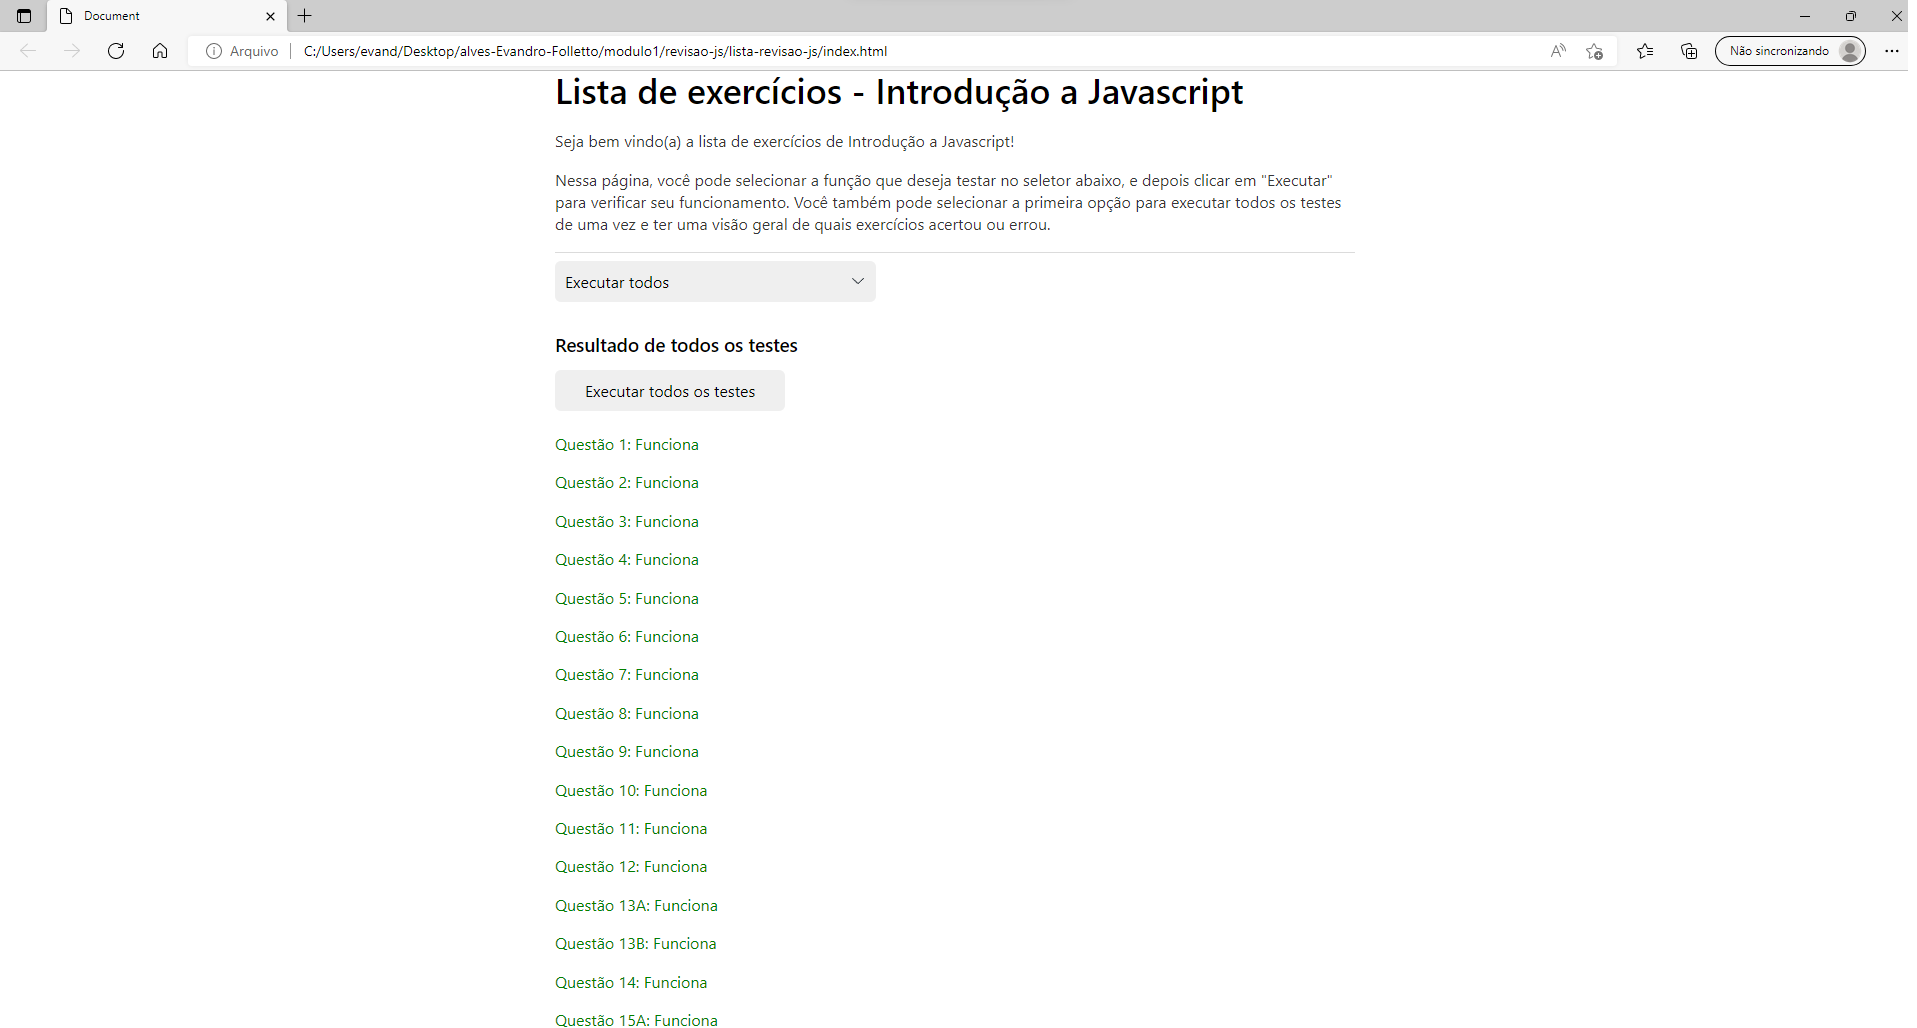 Document
Arquivo
C:/Users/evand/Desktop/alves-Evandro-Folletto/modulo1/revisao-js/lista-revisao-js/index.html
Não sincronizando
Lista de exercícios - Introdução a Javascript
Seja bem vindo(a) a lista de exercícios de Introdução a Javascript!
Nessa página, você pode selecionar a função que deseja testar no seletor abaixo, e depois clicar em "Executar"
para verificar seu funcionamento. Você também pode selecionar a primeira opção para executar todos os testes
de uma vez e ter uma visão geral de quais exercícios acertou ou errou.
Executar todos
Resultado de todos os testes
Executar todos os testes
Questão 1: Funciona
Questão 2: Funciona
Questão 3: Funciona
Questão 4: Funciona
Questão 5: Funciona
Questão 6: Funciona
Questão 7: Funciona
Questão 8: Funciona
Questão 9: Funciona
Questão 10: Funciona
Questão 11: Funciona
Questão 12: Funciona
Questão 13A: Funciona
Questão 13B: Funciona
Questão 14: Funciona
Questão 15A: Funciona